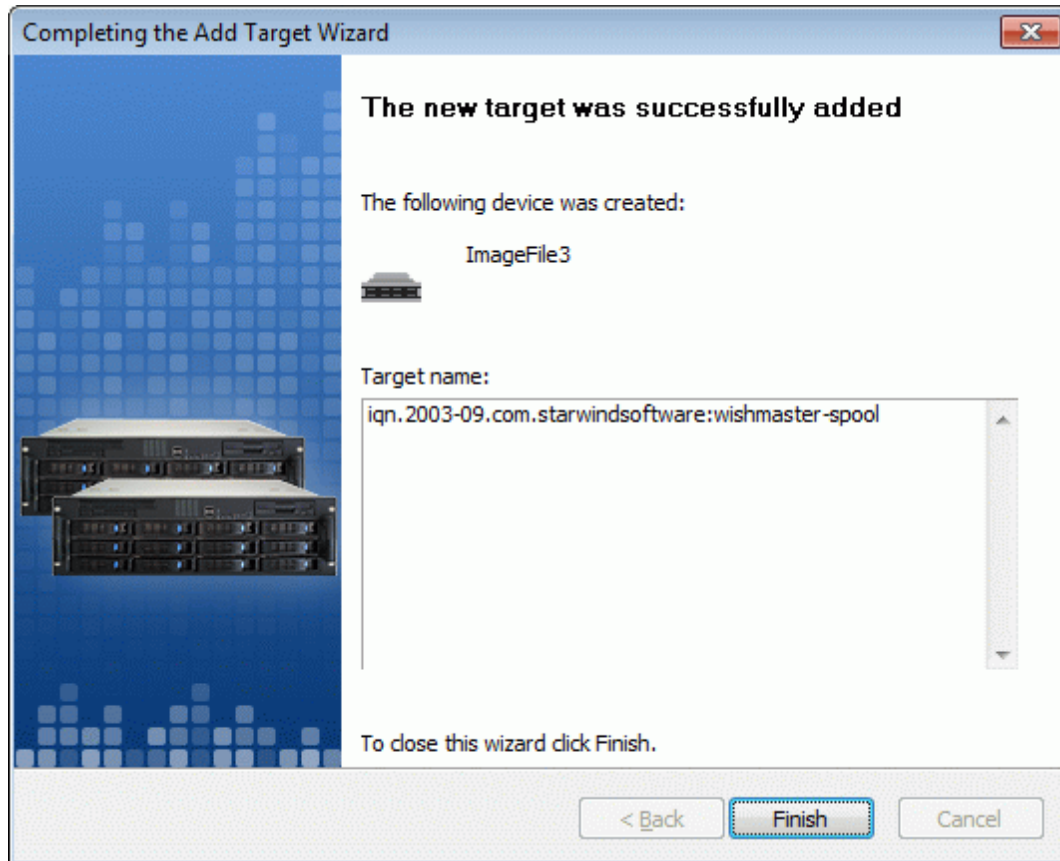 Completing the Add Target Wizard
The new target was successfully added
The following device was created:
ImageFile3
Target name:
iqn.2003-09.com.starwindsoftware:wishmaster-spool
To close this wizard click Finish.
< Back
Finish
Cancel